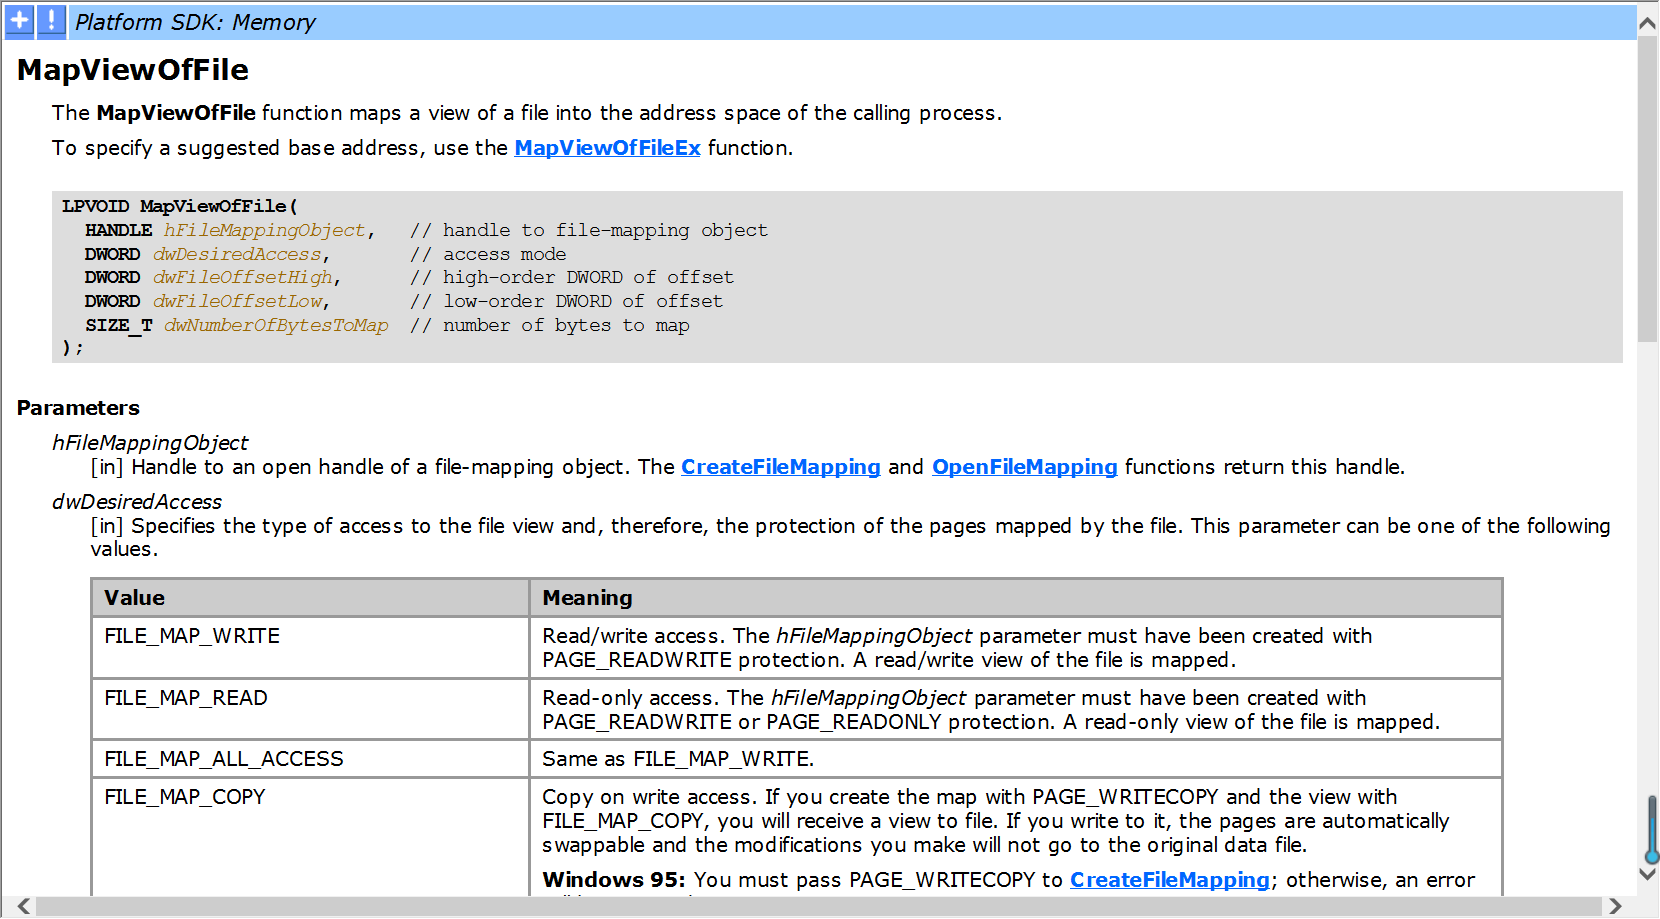 Platform SDK: Memory
MapViewOfFile
The MapViewOfFile function maps a view of a file into the address space of the calling process.
To specify a suggested base address, use the MapViewOfFileEx function.
LPVOID MapViewOfFile(
  HANDLE hFileMappingObject,   // handle to file-mapping object
  DWORD dwDesiredAccess,       // access mode
  DWORD dwFileOffsetHigh,      // high-order DWORD of offset
  DWORD dwFileOffsetLow,       // low-order DWORD of offset
  SIZE_T dwNumberOfBytesToMap  // number of bytes to map
);
Parameters
hFileMappingObject
[in] Handle to an open handle of a file-mapping object. The CreateFileMapping and OpenFileMapping functions return this handle.
dwDesiredAccess
[in] Specifies the type of access to the file view and, therefore, the protection of the pages mapped by the file. This parameter can be one of the following
values.
Value Meaning
FILE_MAP_WRITE Read/write access. The hFileMappingObject parameter must have been created with
PAGE_READWRITE protection. A read/write view of the file is mapped.
FILE_MAP_READ Read-only access. The hFileMappingObject parameter must have been created with
PAGE_READWRITE or PAGE_READONLY protection. A read-only view of the file is mapped.
FILE_MAP_ALL_ACCESS Same as FILE_MAP_WRITE.
FILE_MAP_COPY Copy on write access. If you create the map with PAGE_WRITECOPY and the view with
FILE_MAP_COPY, you will receive a view to file. If you write to it, the pages are automatically
swappable and the modifications you make will not go to the original data file.
Windows 95: You must pass PAGE_WRITECOPY to CreateFileMapping; otherwise, an error